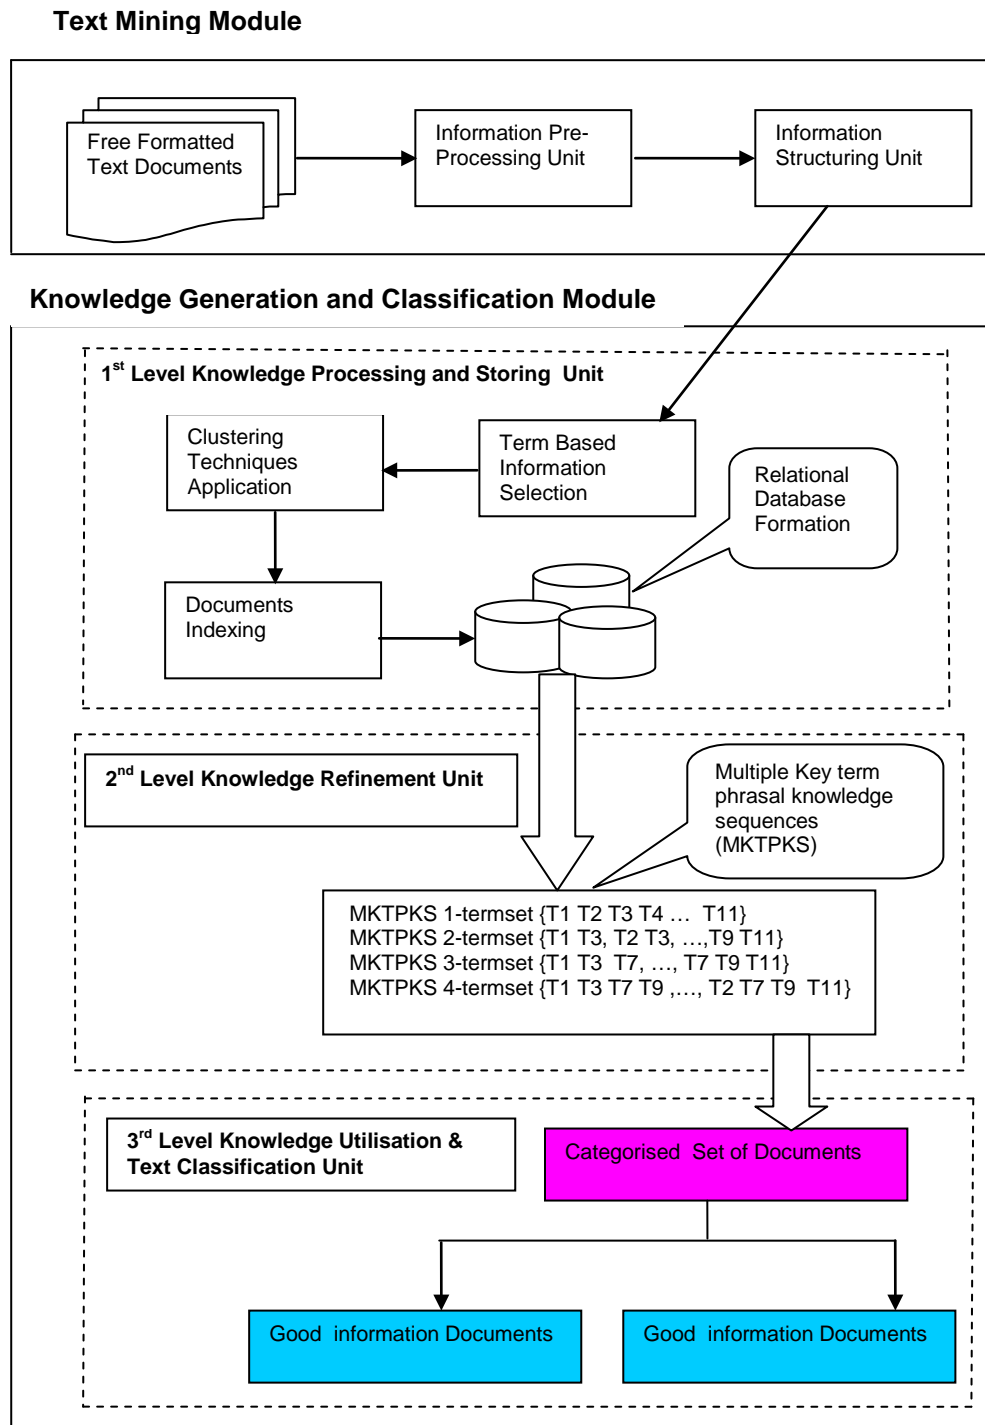 Text Mining Module
Free Formatted
Text Documents
Information Pre-
Processing Unit
Information
Structuring Unit
Knowledge Generation and Classification Module
1st Level Knowledge Processing and Storing Unit
Clustering
Techniques
Application
Term Based
Information
Selection
Relational
Database
Formation
Documents
Indexing
2nd Level Knowledge Refinement Unit
Multiple Key term
phrasal knowledge
sequences
(MKTPKS)
MKTPKS 1-termset {T1 T2 T3 T4 … T11}
MKTPKS 2-termset {T1 T3, T2 T3, …,T9 T11}
MKTPKS 3-termset {T1 T3 T7, …, T7 T9 T11}
MKTPKS 4-termset {T1 T3 T7 T9 ,…, T2 T7 T9 T11}
3rd Level Knowledge Utilisation &
Text Classification Unit
Categorised Set of Documents
Good information Documents
Good information Documents